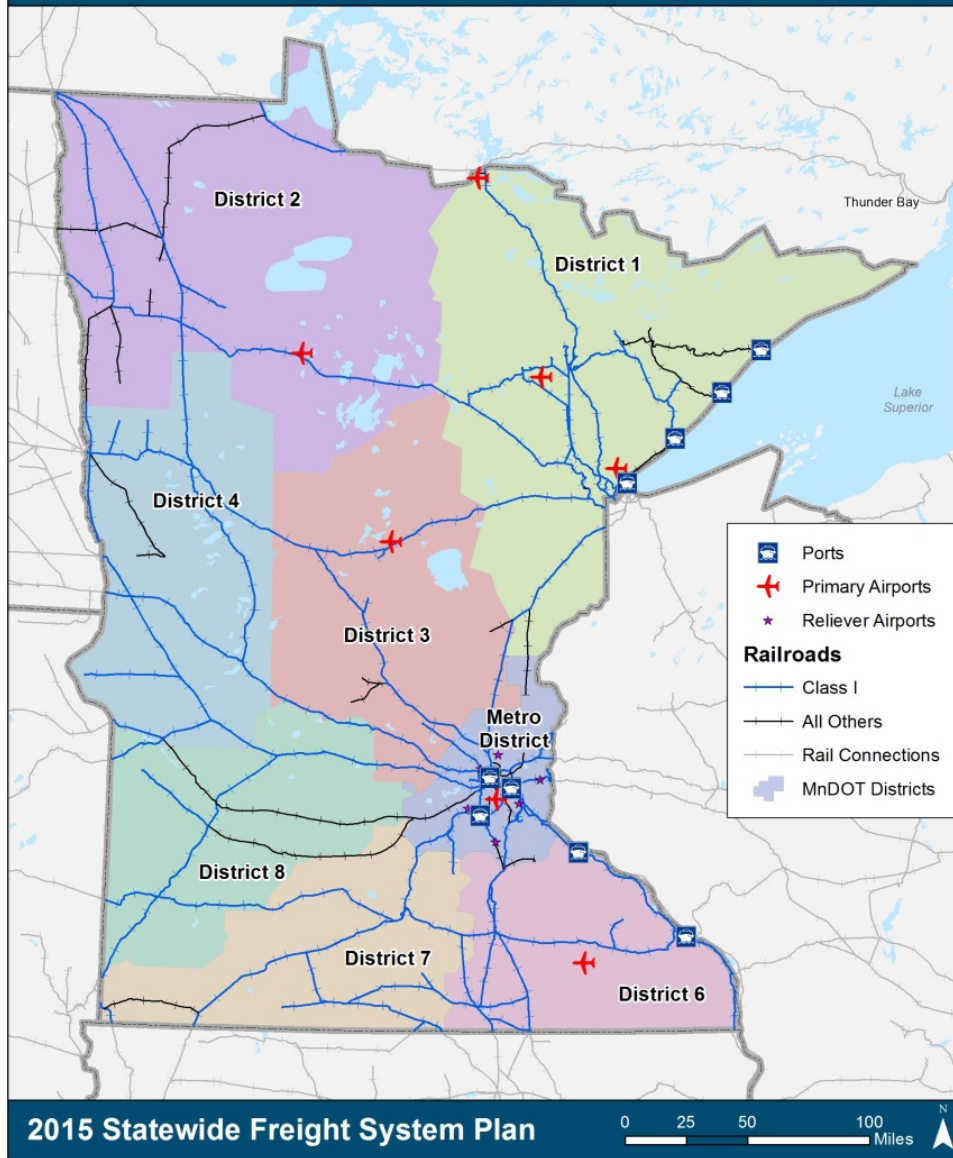 Thunder Bay
District 2
District 1
Lake
Superior
District 4
District 3
Metro
District
District 8
District 7
District 6
Ports
Primary Airports
Reliever Airports
Railroads
Class I
All Others
Rail Connections
MnDOT Districts
2015 Statewide Freight System Plan
0 25 50 100
Miles
N